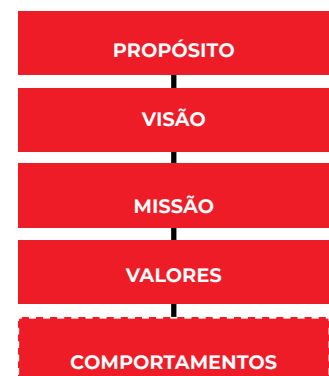 PROPÓSITO
VISÃO
MISSÃO
VALORES
COMPORTAMENTOS